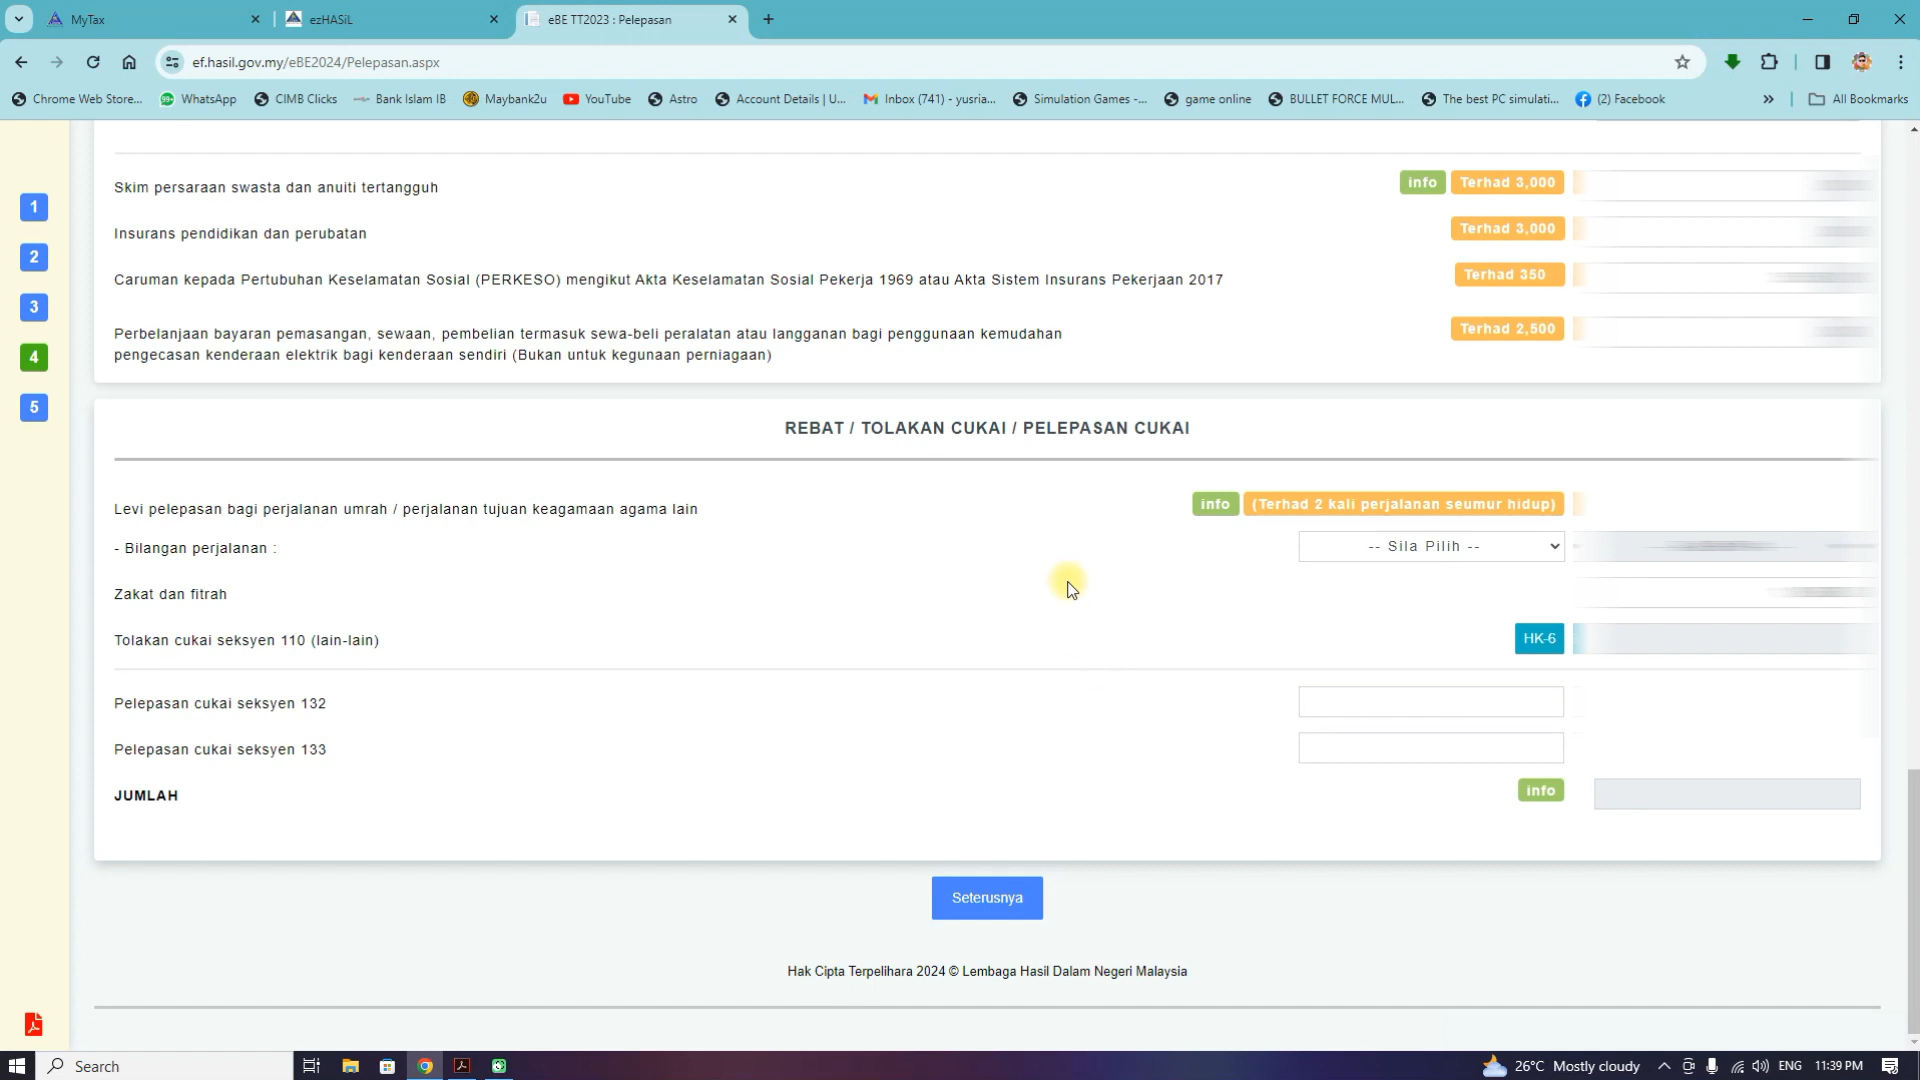 MyTax
ezHASiL
eBE TT2023 : Pelepasan
ef.hasil.gov.my/eBE2024/Pelepasan.aspx
Chrome Web Store...
WhatsApp
CIMB Clicks
Bank Islam IB
Maybank2u
YouTube
Astro
Account Details | U...
Inbox (741) - yusria...
Simulation Games -...
game online
BULLET FORCE MUL...
The best PC simulati...
(2) Facebook
All Bookmarks
1
2
3
4
5
Skim persaraan swasta dan anuiti tertangguh
info
Terhad 3,000
Insurans pendidikan dan perubatan
Terhad 3,000
Caruman kepada Pertubuhan Keselamatan Sosial (PERKESO) mengikut Akta Keselamatan Sosial Pekerja 1969 atau Akta Sistem Insurans Pekerjaan 2017
Terhad 350
Perbelanjaan bayaran pemasangan, sewaan, pembelian termasuk sewa-beli peralatan atau langganan bagi penggunaan kemudahan
pengecasan kenderaan elektrik bagi kenderaan sendiri (Bukan untuk kegunaan perniagaan)
Terhad 2,500
REBAT / TOLAKAN CUKAI / PELEPASAN CUKAI
Levi pelepasan bagi perjalanan umrah / perjalanan tujuan keagamaan agama lain
info
(Terhad 2 kali perjalanan seumur hidup)
- Bilangan perjalanan :
-- Sila Pilih --
Zakat dan fitrah
Tolakan cukai seksyen 110 (lain-lain)
HK-6
Pelepasan cukai seksyen 132
Pelepasan cukai seksyen 133
JUMLAH
info
Seterusnya
Hak Cipta Terpelihara 2024 © Lembaga Hasil Dalam Negeri Malaysia
Search
26°C Mostly cloudy
ENG
11:39 PM